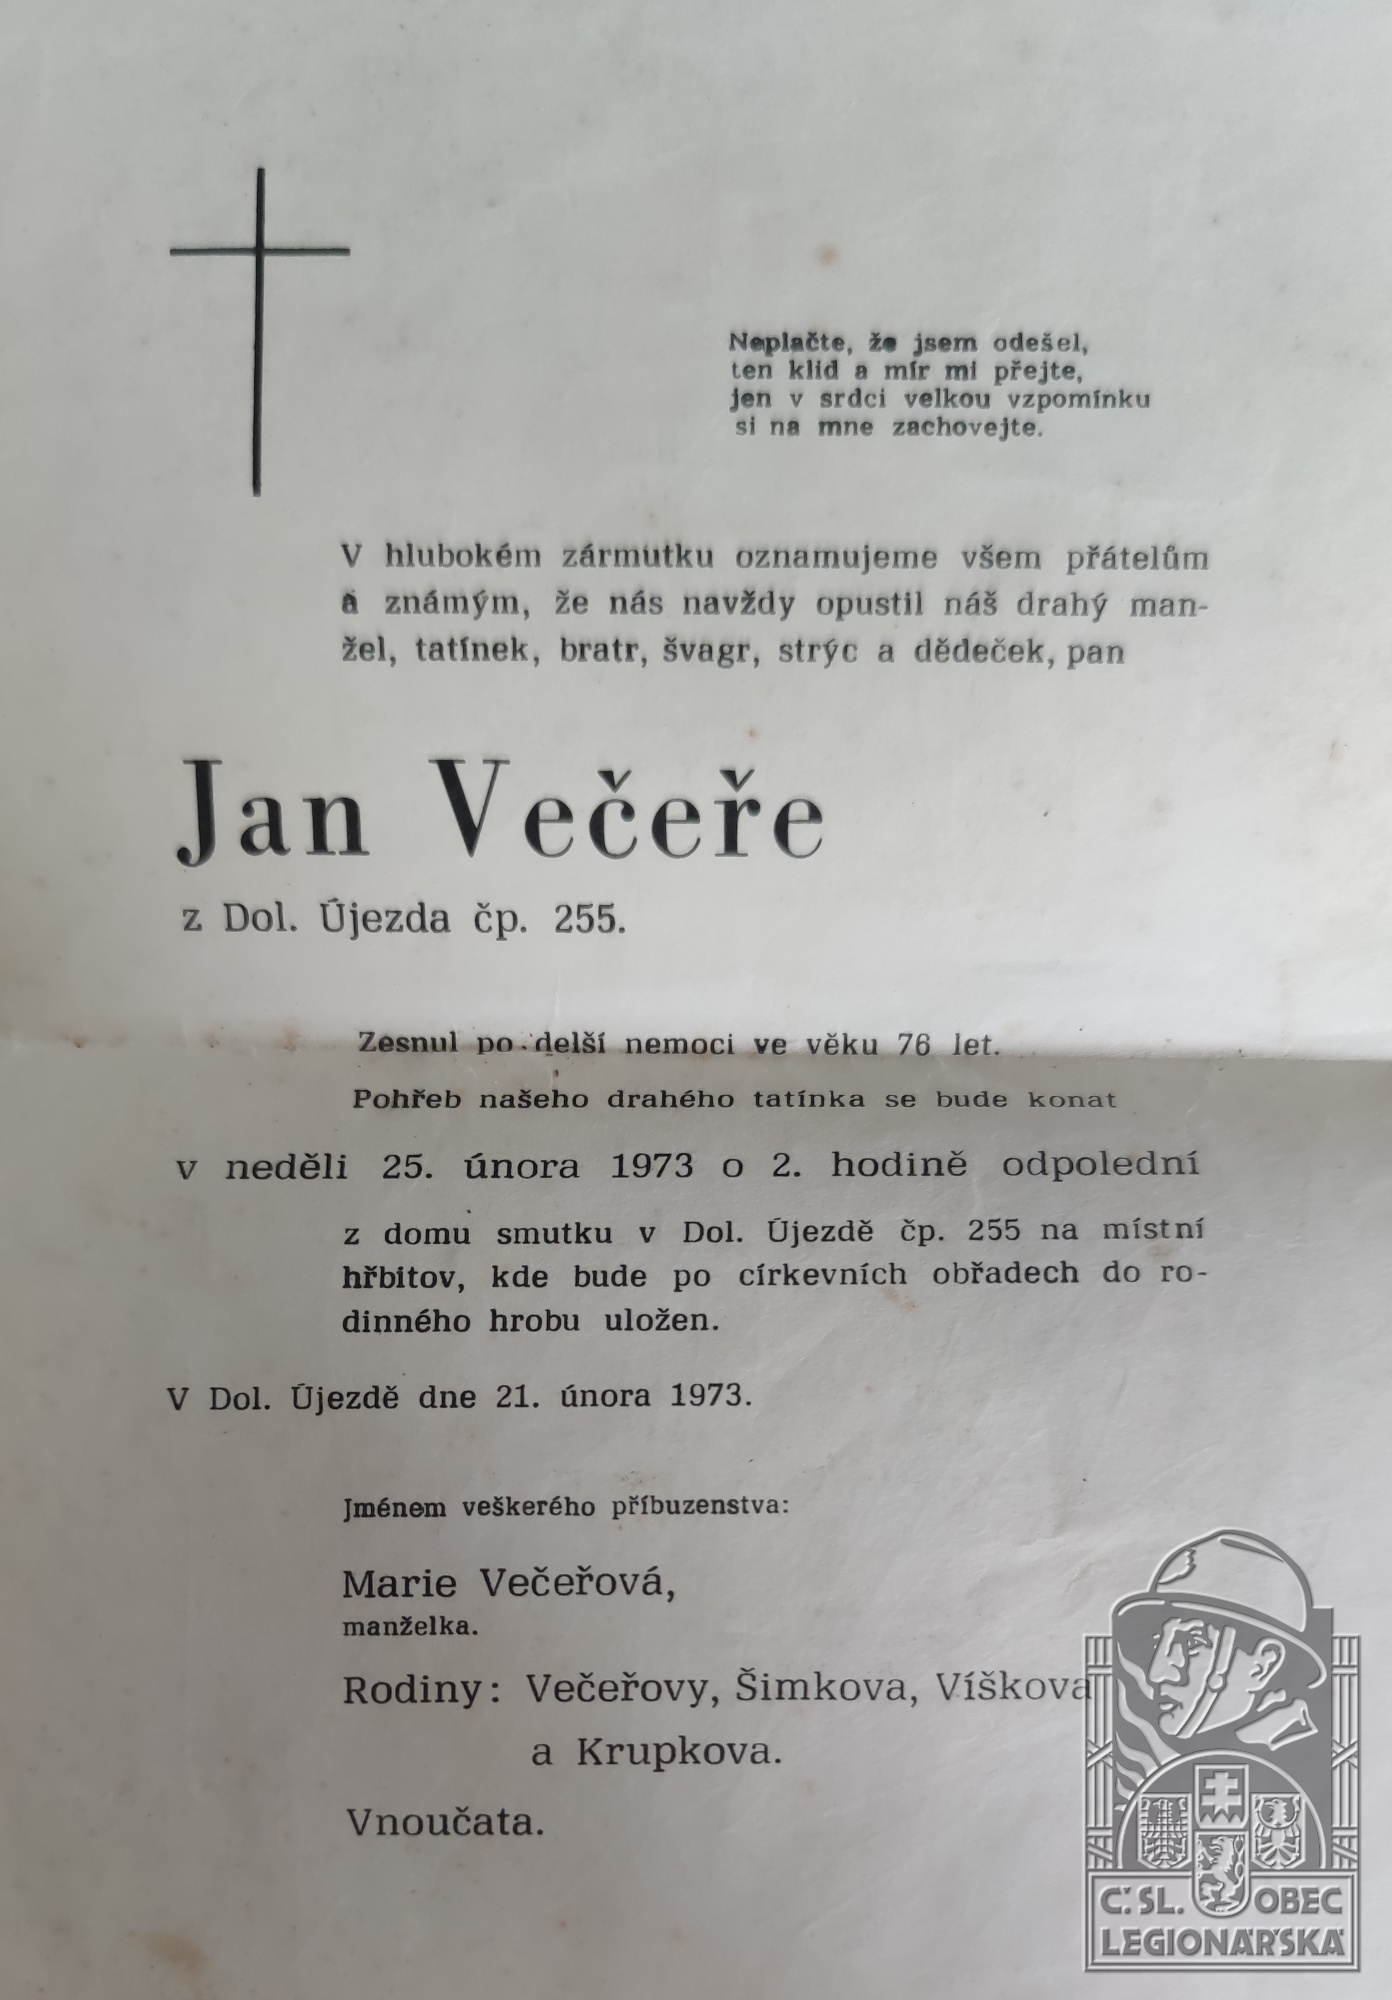 Neplačte, že jsem odešel,
ten klid a mír mi přejte,
jen v srdci velkou vzpomínku
si na mne zachovejte.
V hlubokém zármutku oznamujeme všem přátelům
a známým, že nás navždy opustil náš drahý man-
žel, tatínek, bratr, švagr, strýc a dědeček, pan
Jan Večeře
z Dol. Újezda čp. 255.
Zesnul po delší nemoci ve věku 76 let.
Pohřeb našeho drahého tatínka se bude konat
v neděli 25. února 1973 o 2. hodině odpolední
z domu smutku v Dol. Újezdě čp. 255 na místní
hřbitov, kde bude po církevních obřadech do ro-
dinného hrobu uložen.
V Dol. Újezdě dne 21. února 1973.
Jménem veškerého příbuzenstva:
Marie Večeřová,
manželka.
Rodiny: Večeřovy, Šimkova, Víškova
a Krupkova.
Vnoučata.
Č. SL. OBEC
LEGIONÁŘSKÁ